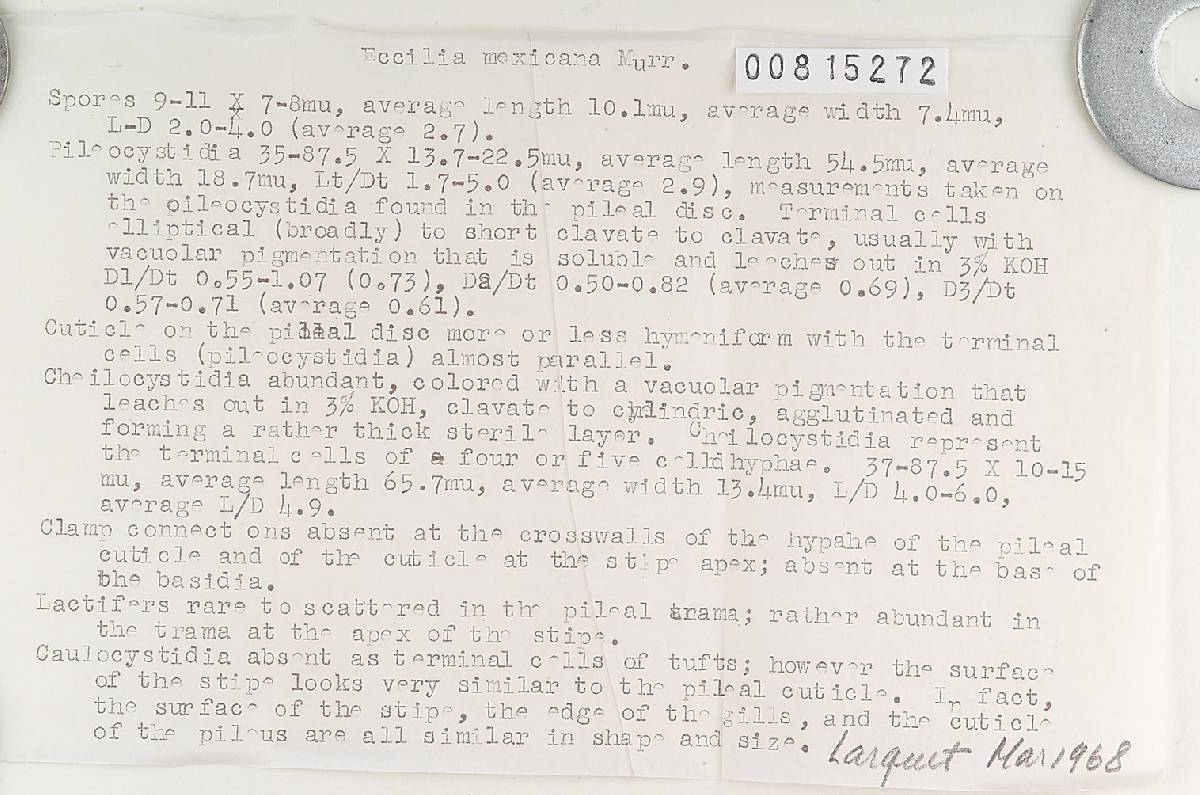 Eccilia mexicana Murr.
00815272
Spores 9-11 X 7-8mu, average length 10.1mu, average width 7.4mu,
L-D 2.0-4.0 (average 2.7).
Pileocystidia 35-87.5 X 13.7-22.5mu, average length 54.5mu, average
width 18.7mu, Lt/Dt 1.7-5.0 (average 2.9), measurements taken on
the pileocystidia found in the pileal disc. Terminal cells
elliptical (broadly) to short clavate to clavate, usually with
vacuolar pigmentation that is soluble and leaches out in 3% KOH
D1/Dt 0.55-1.07 (0.73), D2/Dt 0.50-0.82 (average 0.69), D3/Dt
0.57-0.71 (average 0.61).
Cuticle on the pileal disc more or less hymeniform with the terminal
cells (pileocystidia) almost parallel.
Cheilocystidia abundant, colored with a vacuolar pigmentation that
leaches out in 3% KOH, clavate to cylindric, agglutinated and
forming a rather thick sterile layer. Cheilocystidia represent
the terminal cells of four or five celld hyphae. 37-87.5 X 10-15
mu, average length 65.7mu, average width 13.4mu, L/D 4.0-6.0,
average L/D 4.9.
Clamp connect ons absent at the crosswalls of the hypahe of the pileal
cuticle and of the cuticle at the stipe apex; absent at the base of
the basidia.
Lactifers rare to scattered in the pileal trama; rather abundant in
the trama at the apex of the stipe.
Caulocystidia absent as terminal cells of tufts; however the surface
of the stipe looks very similar to the pileal cuticle. In fact,
the surface of the stipe, the edge of the gills, and the cuticle
of the pileus are all similar in shape and size. Largent Mar 1968